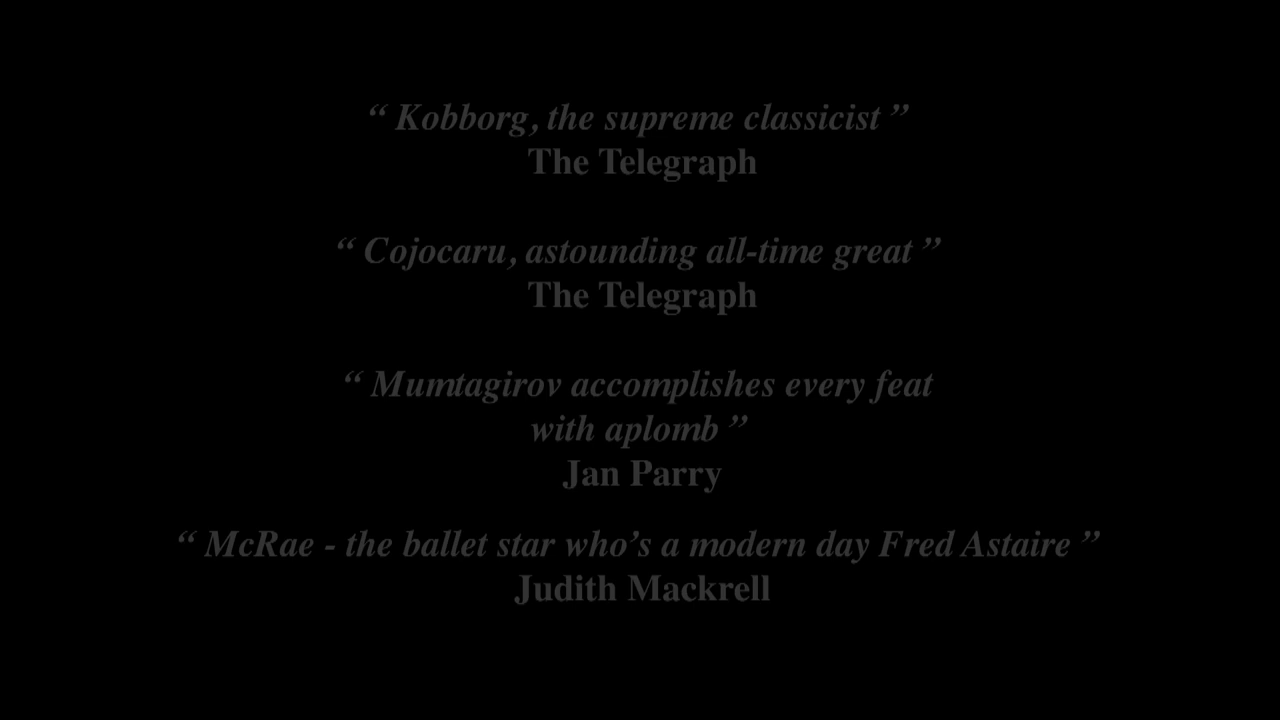 “ Kobborg, the supreme classicist ”
The Telegraph
“ Cojocaru, astounding all-time great ”
The Telegraph
“ Mumtagirov accomplishes every feat
with aplomb ”
Jan Parry
“ McRae - the ballet star who’s a modern day Fred Astaire ”
Judith Mackrell